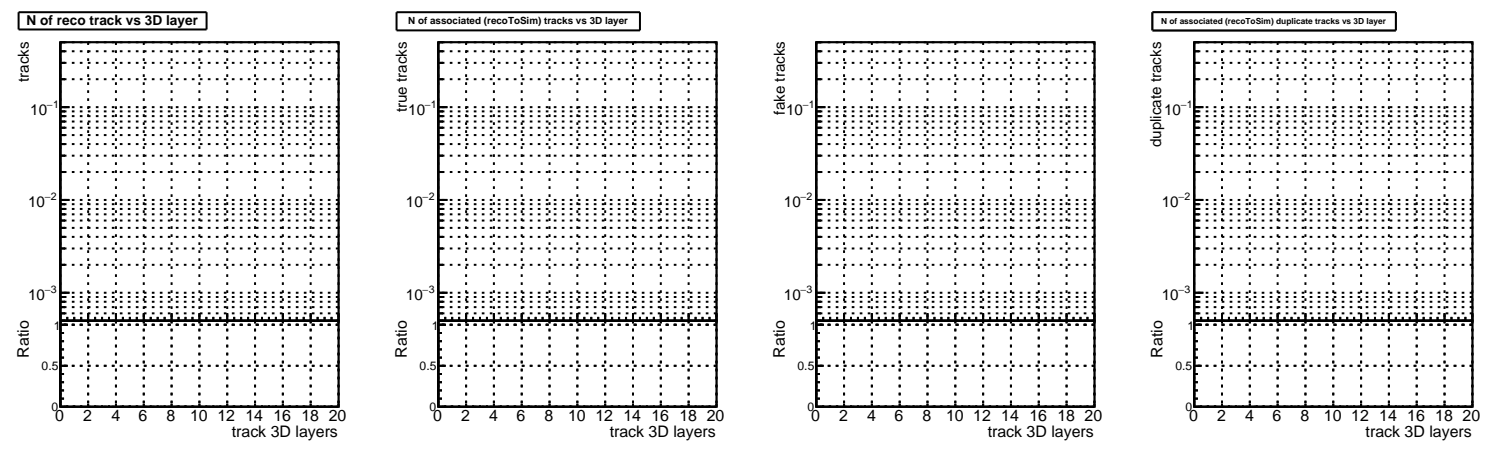 N of reco track vs 3D layer
tracks
10⁻¹
10⁻²
10⁻³
Ratio
1
0.5
0
0 2 4 6 8 10 12 14 16 18 20
track 3D layers
N of associated (recoToSim) tracks vs 3D layer
true tracks
10⁻¹
10⁻²
10⁻³
Ratio
1
0.5
0
0 2 4 6 8 10 12 14 16 18 20
track 3D layers
fake tracks
10⁻¹
10⁻²
10⁻³
Ratio
1
0.5
0
0 2 4 6 8 10 12 14 16 18 20
track 3D layers
N of associated (recoToSim) duplicate tracks vs 3D layer
duplicate tracks
10⁻¹
10⁻²
10⁻³
Ratio
1
0.5
0
0 2 4 6 8 10 12 14 16 18 20
track 3D layers